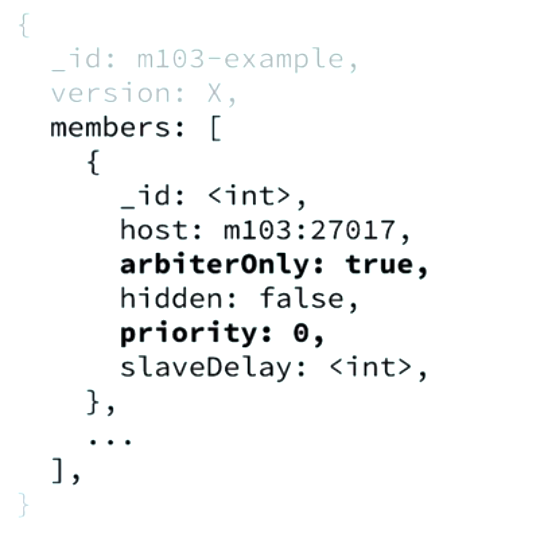 {
_id: m103-example,
version: X,
members: [
{
_id: <int>,
host: m103:27017,
arbiterOnly: true,
hidden: false,
priority: 0,
slaveDelay: <int>,
},
...
],
}